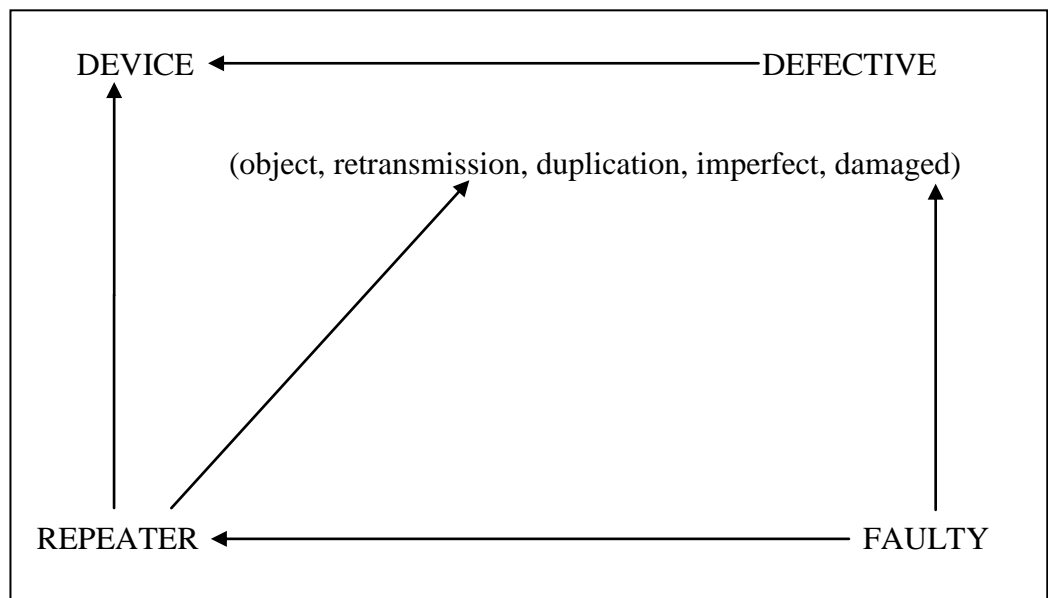 DEVICE DEFECTIVE
(object, retransmission, duplication, imperfect, damaged)
REPEATER FAULTY